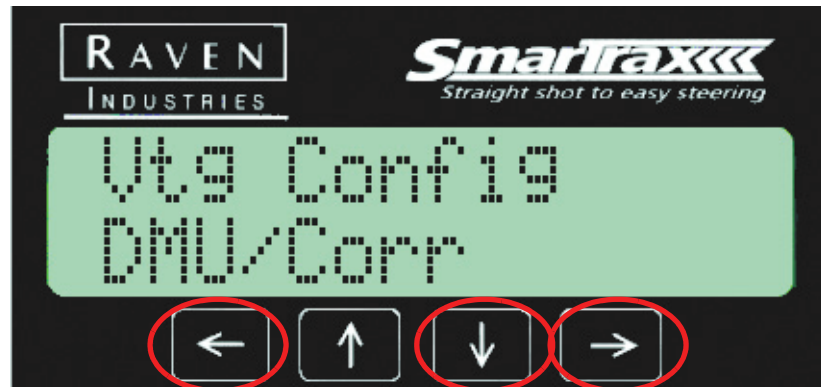 RAVEN
INDUSTRIES
SmarTrax
Straight shot to easy steering
Vtg Config
DMU/Corr
← ↑ ↓ →